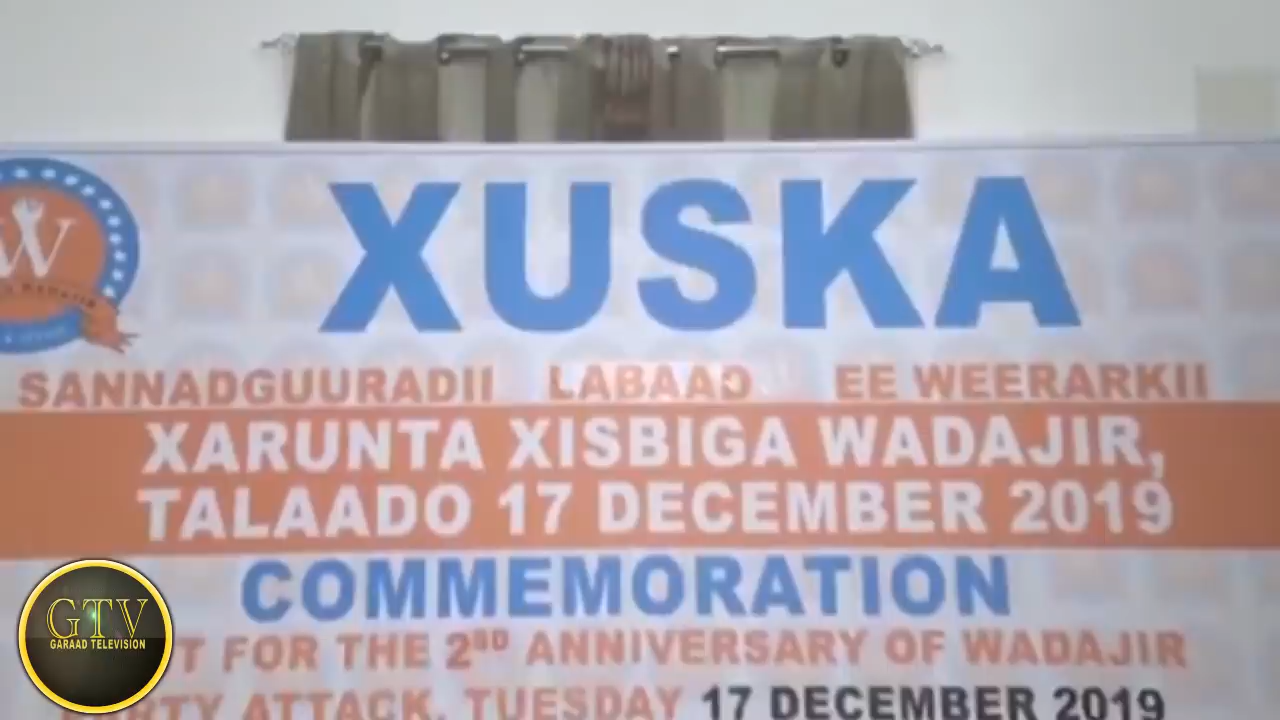 XUSKA
W
SANNADGUURADII LABAAD EE WEERARKII
XARUNTA XISBIGA WADAJIR,
TALAADO 17 DECEMBER 2019
COMMEMORATION
FOR THE 2ND ANNIVERSARY OF WADAJIR
ATTACK, TUESDAY 17 DECEMBER 2019
GTV
GARAAD TELEVISION